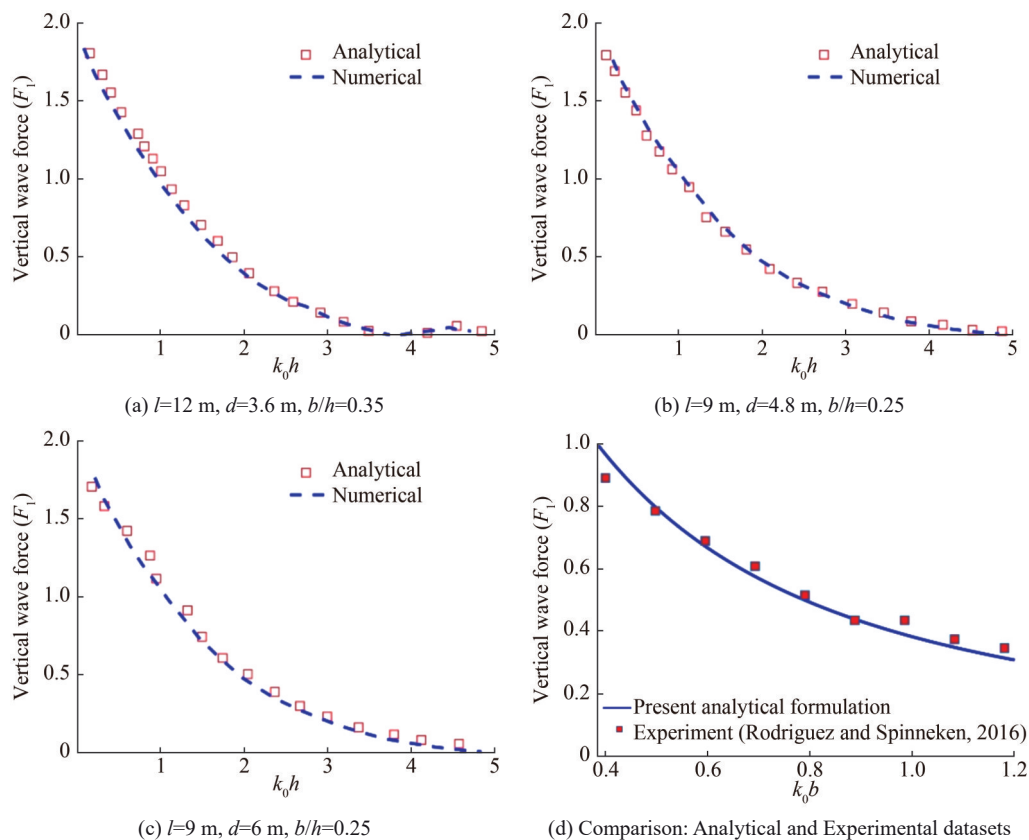 2.0
1.5
1.0
0.5
0
Vertical wave force (F₁)
Analytical
Numerical
1 2 3 4 5
k₀h
(a) l=12 m, d=3.6 m, b/h=0.35
2.0
1.5
1.0
0.5
0
Vertical wave force (F₁)
Analytical
Numerical
1 2 3 4 5
k₀h
(b) l=9 m, d=4.8 m, b/h=0.25
2.0
1.5
1.0
0.5
0
Vertical wave force (F₁)
Analytical
Numerical
1 2 3 4 5
k₀h
(c) l=9 m, d=6 m, b/h=0.25
1.0
0.8
0.6
0.4
0.2
0
Vertical wave force (F₁)
Present analytical formulation
Experiment (Rodriguez and Spinneken, 2016)
0.4 0.6 0.8 1.0 1.2
k₀b
(d) Comparison: Analytical and Experimental datasets